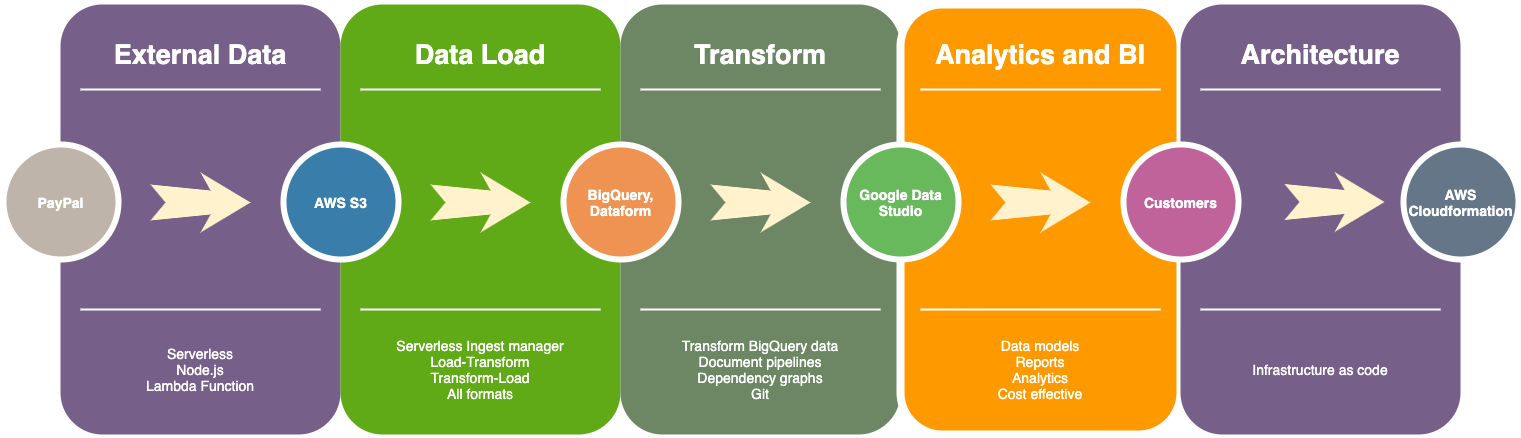 External Data
Data Load
Transform
Analytics and BI
Architecture
PayPal
AWS S3
BigQuery,
Dataform
Google Data
Studio
Customers
AWS
Cloudformation
Serverless
Node.js
Lambda Function
Serverless Ingest manager
Load-Transform
Transform-Load
All formats
Transform BigQuery data
Document pipelines
Dependency graphs
Git
Data models
Reports
Analytics
Cost effective
Infrastructure as code